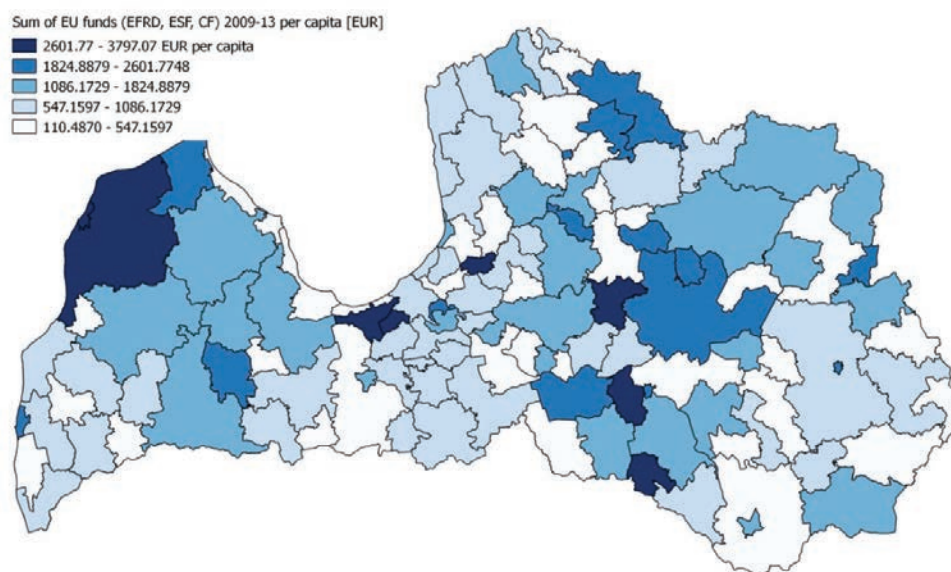 Sum of EU funds (EFRD, ESF, CF) 2009-13 per capita [EUR]
2601.77 - 3797.07 EUR per capita
1824.8879 - 2601.7748
1086.1729 - 1824.8879
547.1597 - 1086.1729
110.4870 - 547.1597